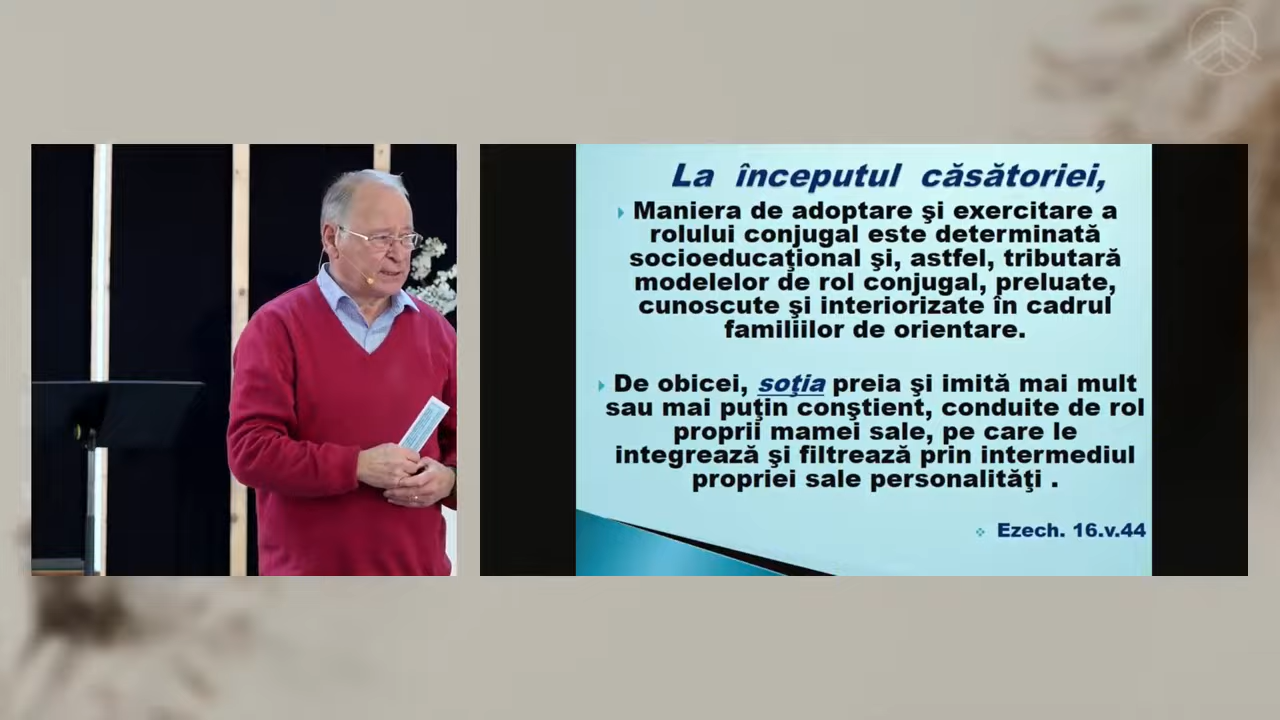 La începutul căsătoriei,
Maniera de adoptare şi exercitare a
rolului conjugal este determinată
socioeducaţional şi, astfel, tributară
modelelor de rol conjugal, preluate,
cunoscute şi interiorizate în cadrul
familiilor de orientare.
De obicei, soţia preia şi imită mai mult
sau mai puţin conştient, conduite de rol
proprii mamei sale, pe care le
integrează şi filtrează prin intermediul
propriei sale personalităţi .
Ezech. 16.v.44